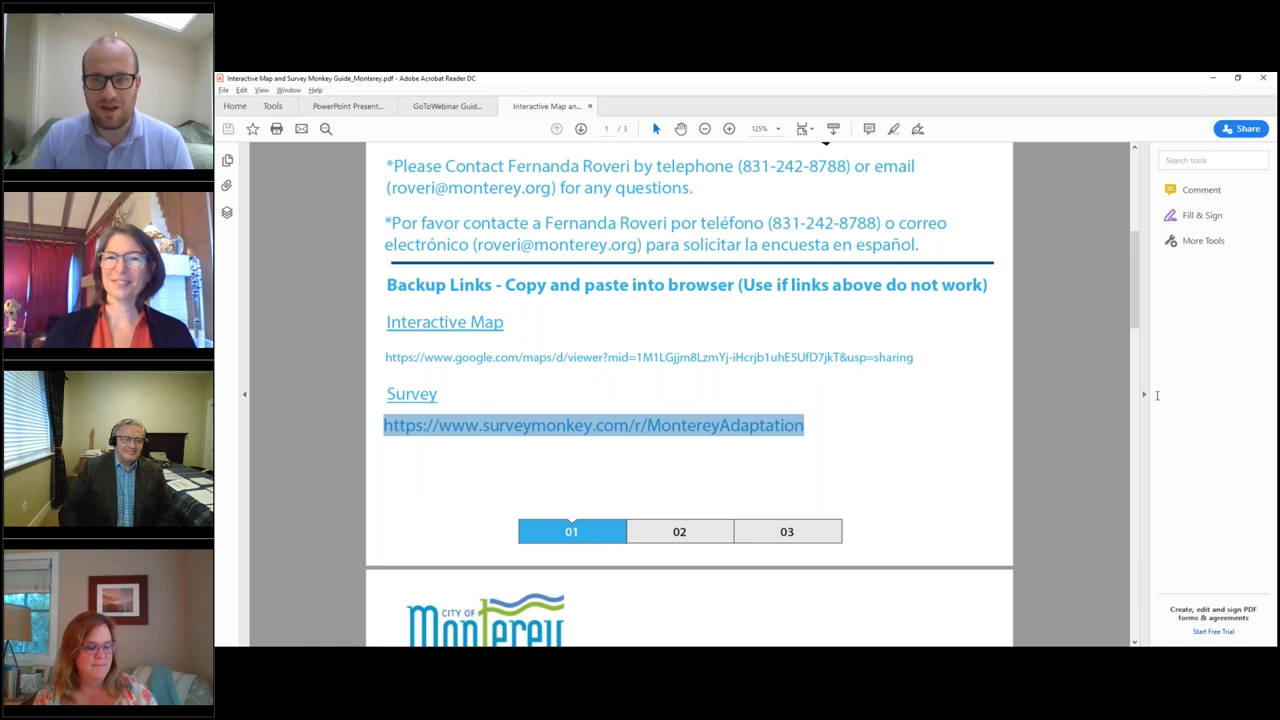 Interactive Map and Survey Monkey Guide_Monterey.pdf - Adobe Acrobat Reader DC
File Edit View Window Help
Home Tools PowerPoint Present... GoToWebinar Guid... Interactive Map an... ×
1 / 3 125% Share
*Please Contact Fernanda Roveri by telephone (831-242-8788) or email
(roveri@monterey.org) for any questions.
*Por favor contacte a Fernanda Roveri por teléfono (831-242-8788) o correo
electrónico (roveri@monterey.org) para solicitar la encuesta en español.
Backup Links - Copy and paste into browser (Use if links above do not work)
Interactive Map
https://www.google.com/maps/d/viewer?mid=1M1LGjjm8LzmYj-iHcrjb1uhE5UfD7jkT&usp=sharing
Survey
https://www.surveymonkey.com/r/MontereyAdaptation
01 02 03
CITY OF
Monterey
Search tools
Comment
Fill & Sign
More Tools
Create, edit and sign PDF
forms & agreements
Start Free Trial